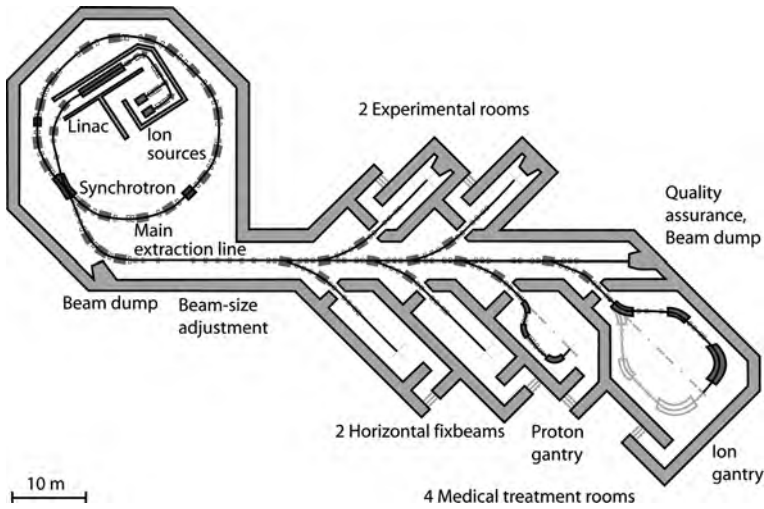 2 Experimental rooms
Linac
Ion
sources
Synchrotron
Quality
assurance,
Beam dump
Main
extraction line
Beam dump
Beam-size
adjustment
2 Horizontal fixbeams
Proton
gantry
Ion
gantry
10 m
4 Medical treatment rooms